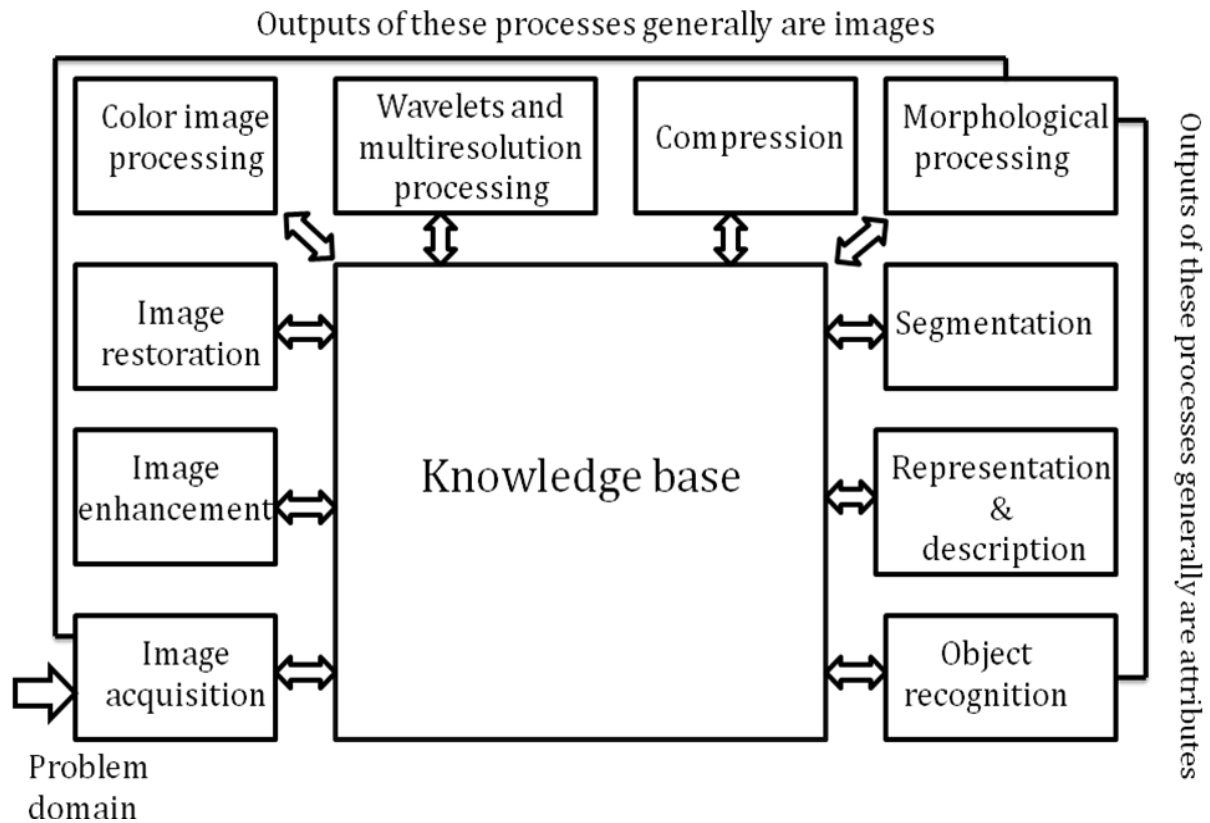 Outputs of these processes generally are images
Color image
processing
Wavelets and
multiresolution
processing
Compression
Morphological
processing
Outputs of these processes generally are attributes
Image
restoration
Segmentation
Image
enhancement
Knowledge base
Representation
&
description
Image
acquisition
Object
recognition
Problem
domain